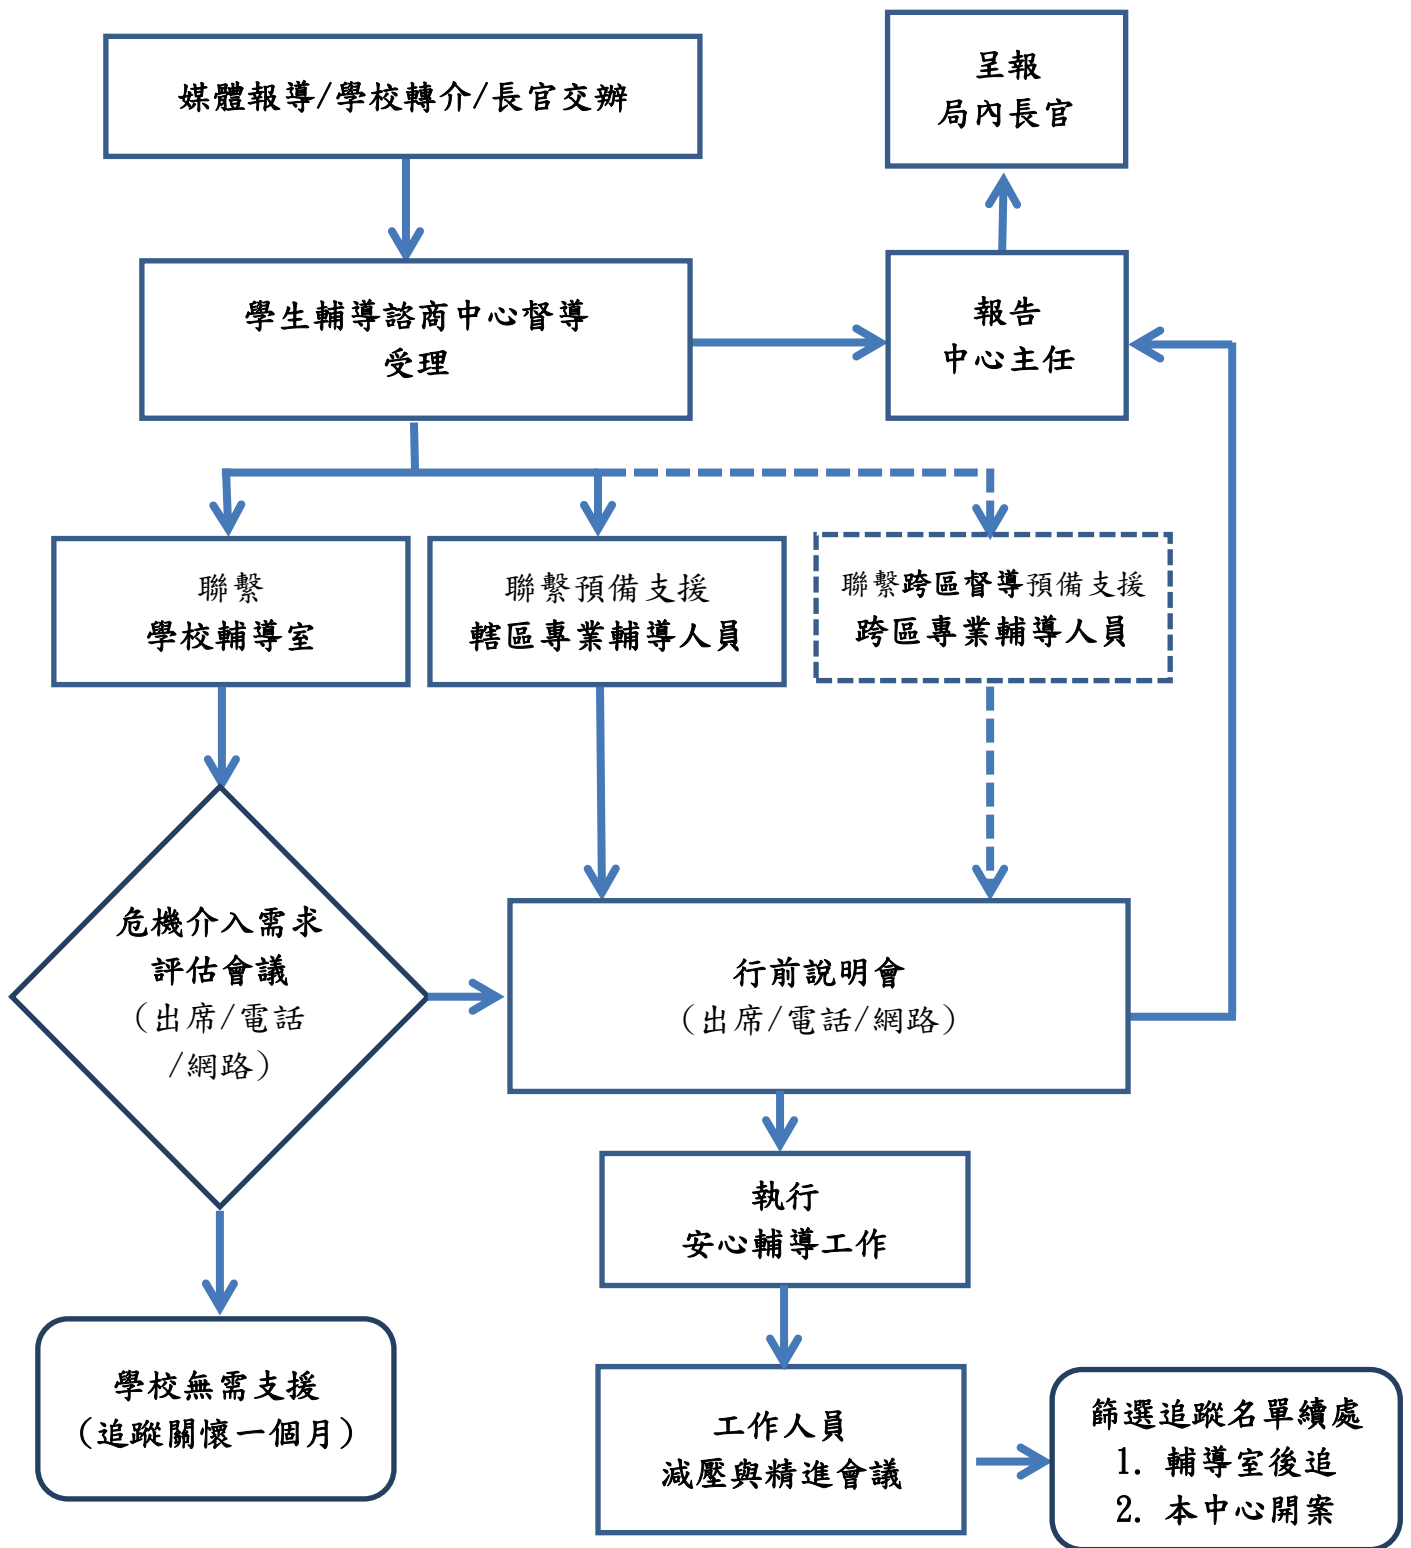 媒體報導/學校轉介/長官交辦
呈報
局內長官
學生輔導諮商中心督導
受理
報告
中心主任
聯繫
學校輔導室
聯繫預備支援
轄區專業輔導人員
聯繫跨區督導預備支援
跨區專業輔導人員
危機介入需求
評估會議
（出席/電話
/網路）
行前說明會
（出席/電話/網路）
執行
安心輔導工作
學校無需支援
(追蹤關懷一個月)
工作人員
減壓與精進會議
篩選追蹤名單續處
1. 輔導室後追
2. 本中心開案